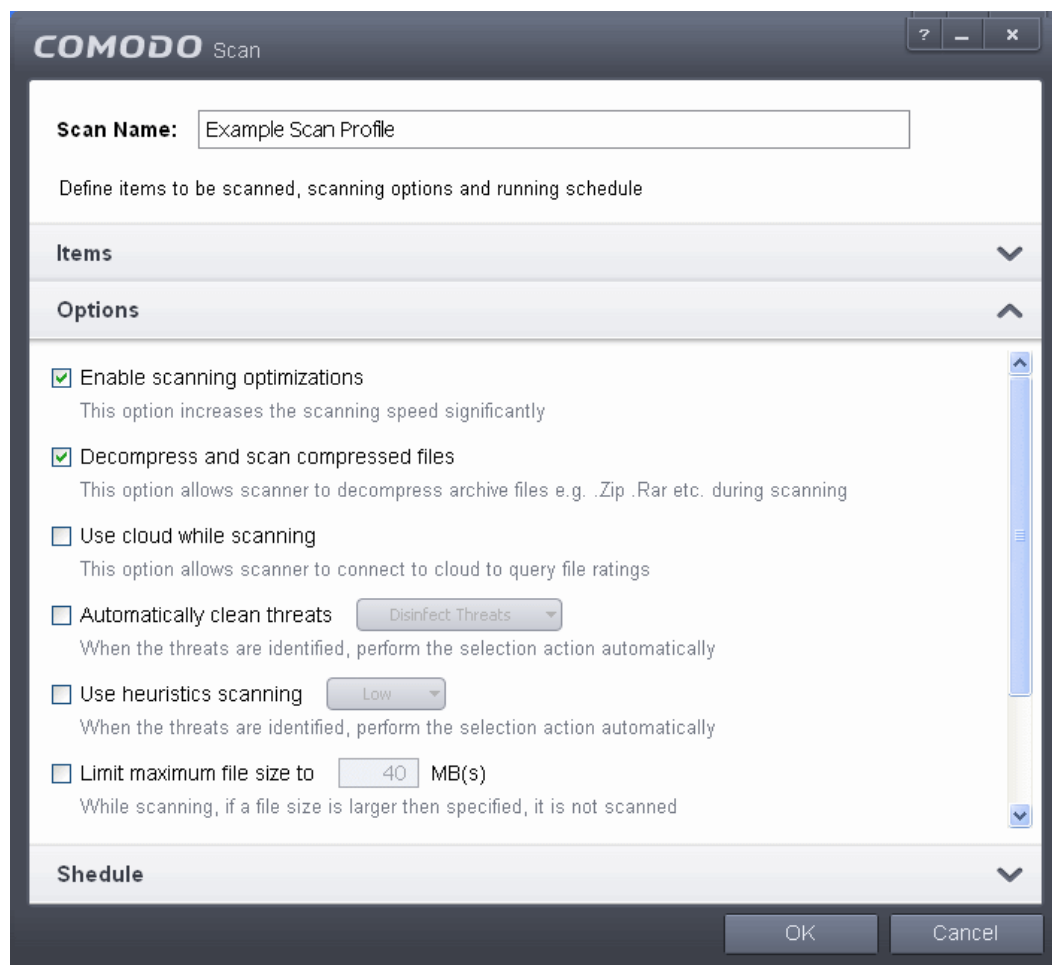 COMODO Scan
?
Scan Name: Example Scan Profile
Define items to be scanned, scanning options and running schedule
Items
Options
Enable scanning optimizations
This option increases the scanning speed significantly
Decompress and scan compressed files
This option allows scanner to decompress archive files e.g. .Zip .Rar etc. during scanning
Use cloud while scanning
This option allows scanner to connect to cloud to query file ratings
Automatically clean threats Disinfect Threats
When the threats are identified, perform the selection action automatically
Use heuristics scanning Low
When the threats are identified, perform the selection action automatically
Limit maximum file size to 40 MB(s)
While scanning, if a file size is larger then specified, it is not scanned
Shedule
OK Cancel